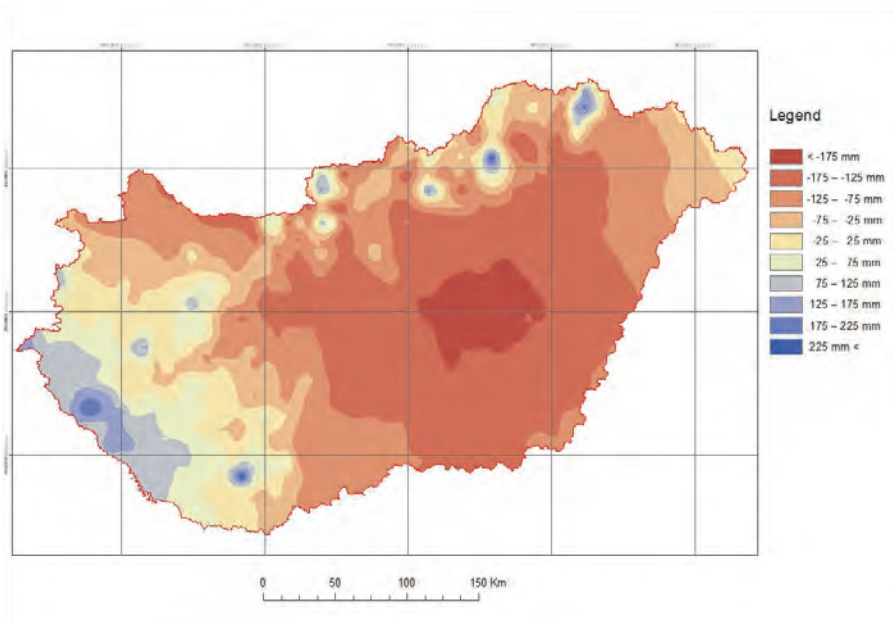 Legend
< -175 mm
-175 – -125 mm
-125 – -75 mm
-75 – -25 mm
-25 – 25 mm
25 – 75 mm
75 – 125 mm
125 – 175 mm
175 – 225 mm
225 mm <
0 50 100 150 Km